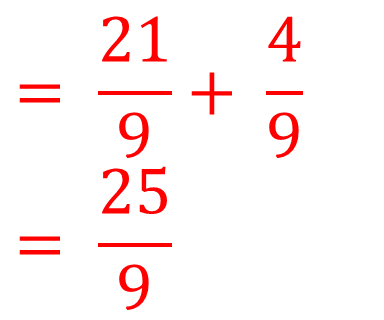 = 21/9 + 4/9
= 25/9